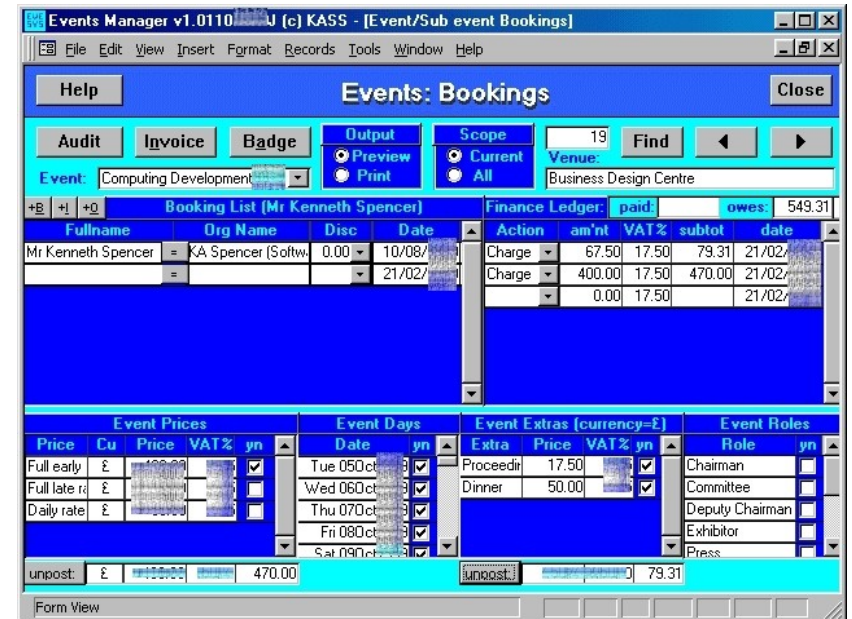 EVE SYS Events Manager v1.0110 J (c) KASS - [Event/Sub event Bookings]
File Edit View Insert Format Records Tools Window Help
Help Events: Bookings Close
Audit Invoice Badge Output Scope 19 Find
Preview Current Venue:
Event: Computing Development Print All Business Design Centre
+B +I +O Booking List (Mr Kenneth Spencer) Finance Ledger: paid: owes: 549.31
Fullname Org Name Disc Date Action am'nt VAT% subtot date
Mr Kenneth Spencer = KA Spencer (Softw. 0.00 10/08/ Charge 67.50 17.50 79.31 21/02/
= 21/02/ Charge 400.00 17.50 470.00 21/02/
0.00 17.50 21/02/
Event Prices Event Days Event Extras (currency=£) Event Roles
Price Cu Price VAT% yn Date yn Extra Price VAT% yn Role yn
Full early £ Tue 05Oct Proceedir 17.50 Chairman
Full late ra £ Wed 06Oct Dinner 50.00 Committee
Daily rate £ Thu 07Oct Deputy Chairman
Fri 08Oct Exhibitor
Sat 09Oct Press
unpost: £ 470.00 unpost: 79.31
Form View